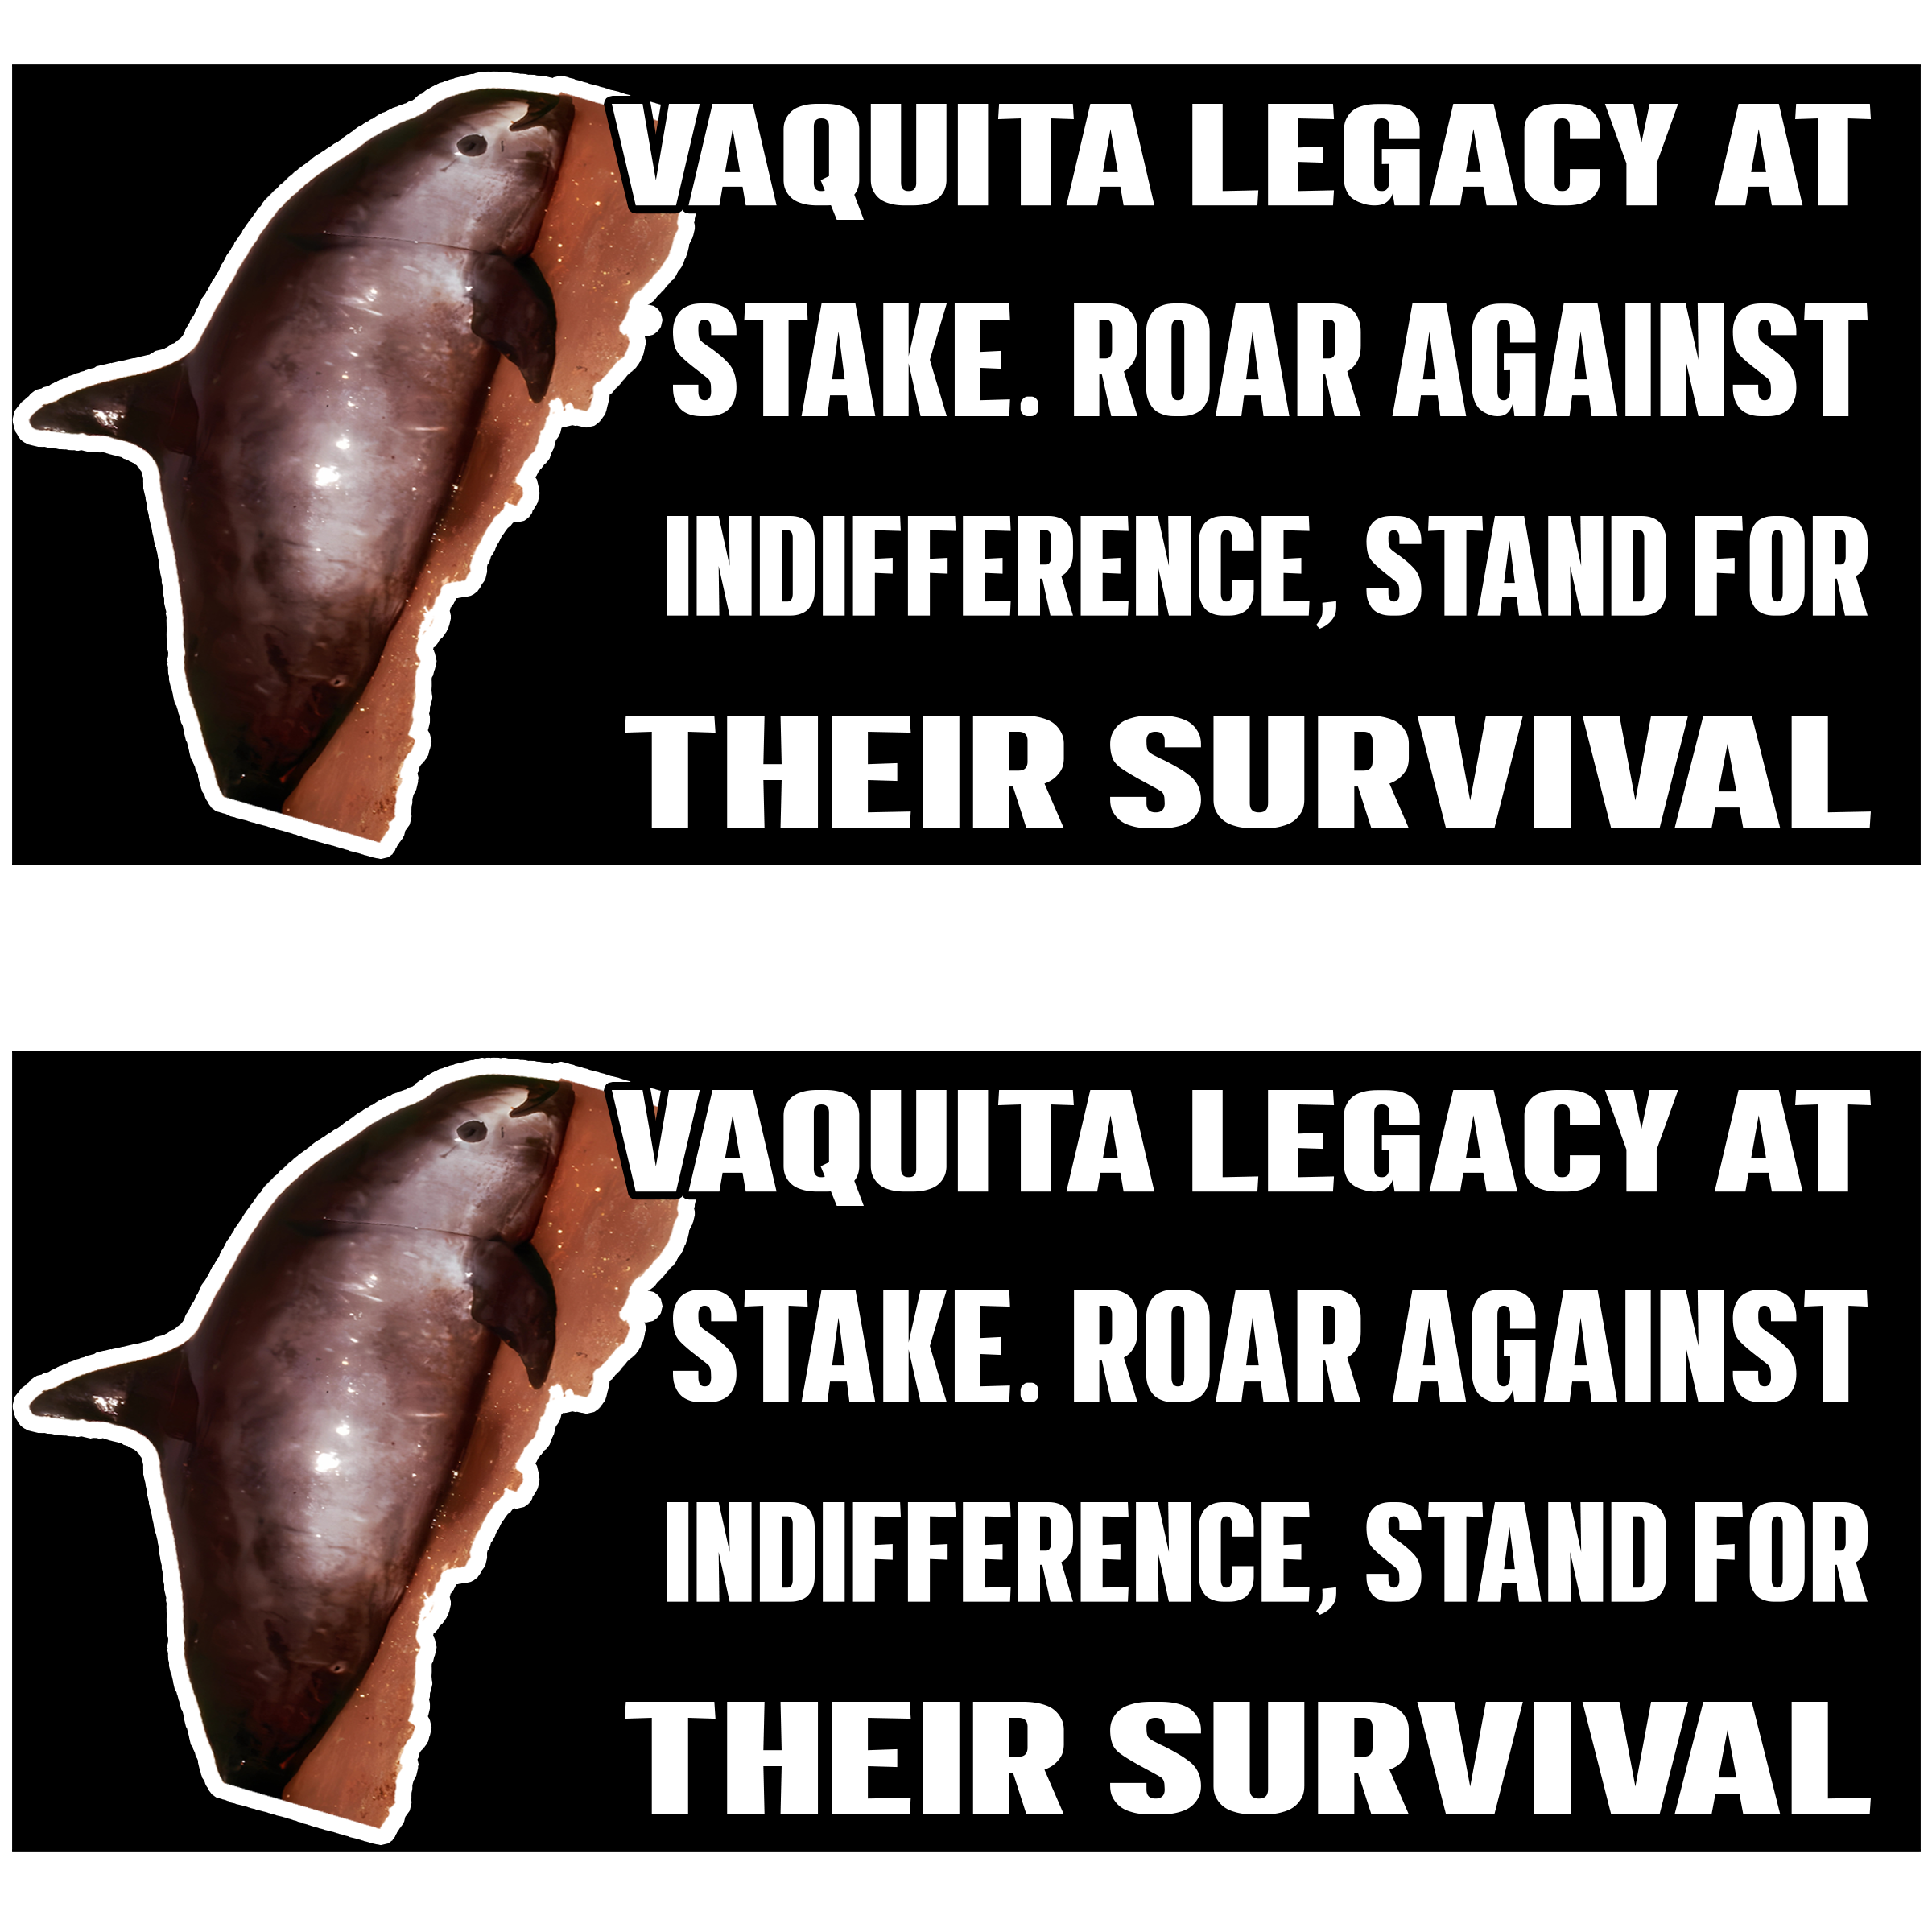 VAQUITA LEGACY AT
STAKE. ROAR AGAINST
INDIFFERENCE, STAND FOR
THEIR SURVIVAL
VAQUITA LEGACY AT
STAKE. ROAR AGAINST
INDIFFERENCE, STAND FOR
THEIR SURVIVAL